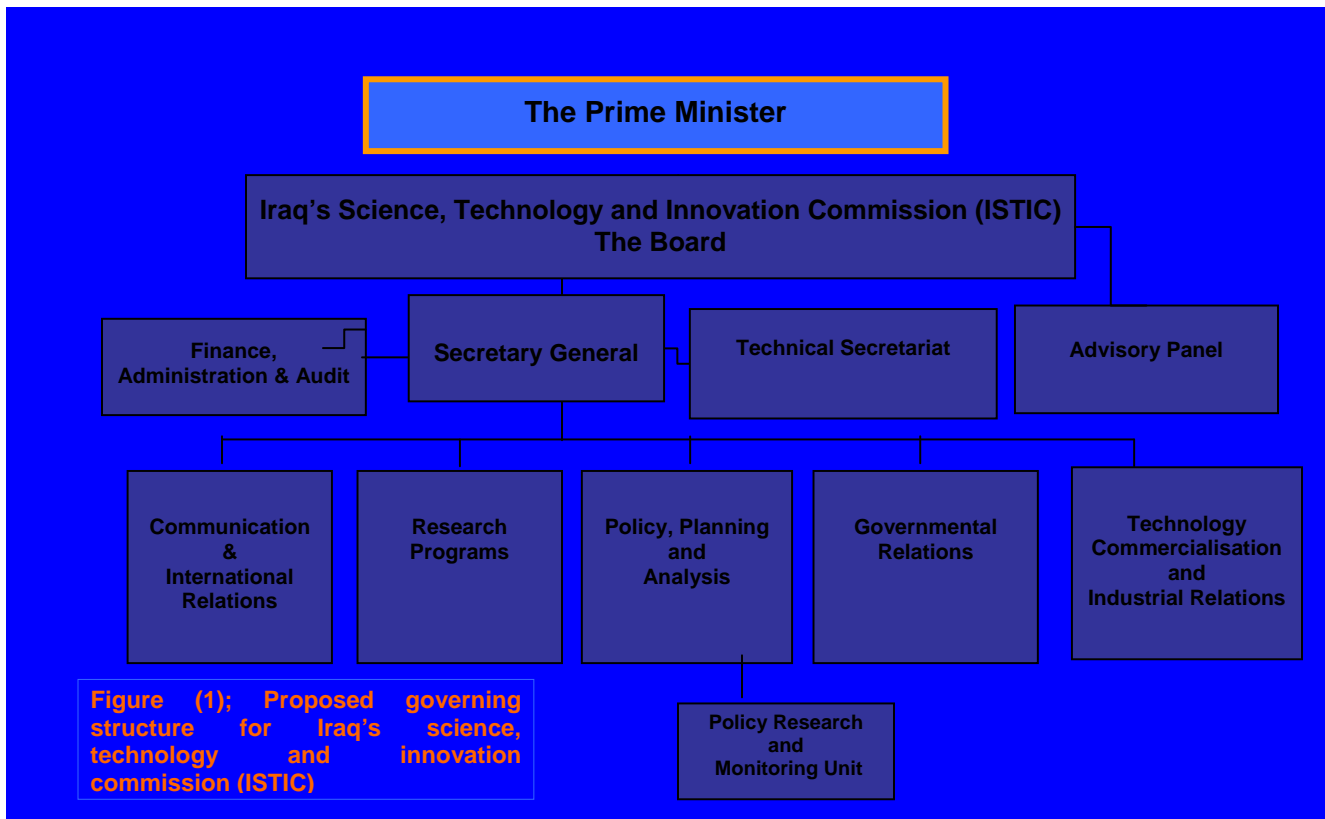 The Prime Minister
Iraq’s Science, Technology and Innovation Commission (ISTIC)
The Board
Finance,
Administration & Audit
Secretary General
Technical Secretariat
Advisory Panel
Communication
&
International
Relations
Research
Programs
Policy, Planning
and
Analysis
Governmental
Relations
Technology
Commercialisation
and
Industrial Relations
Policy Research
and
Monitoring Unit
Figure (1); Proposed governing
structure for Iraq’s science,
technology and innovation
commission (ISTIC)